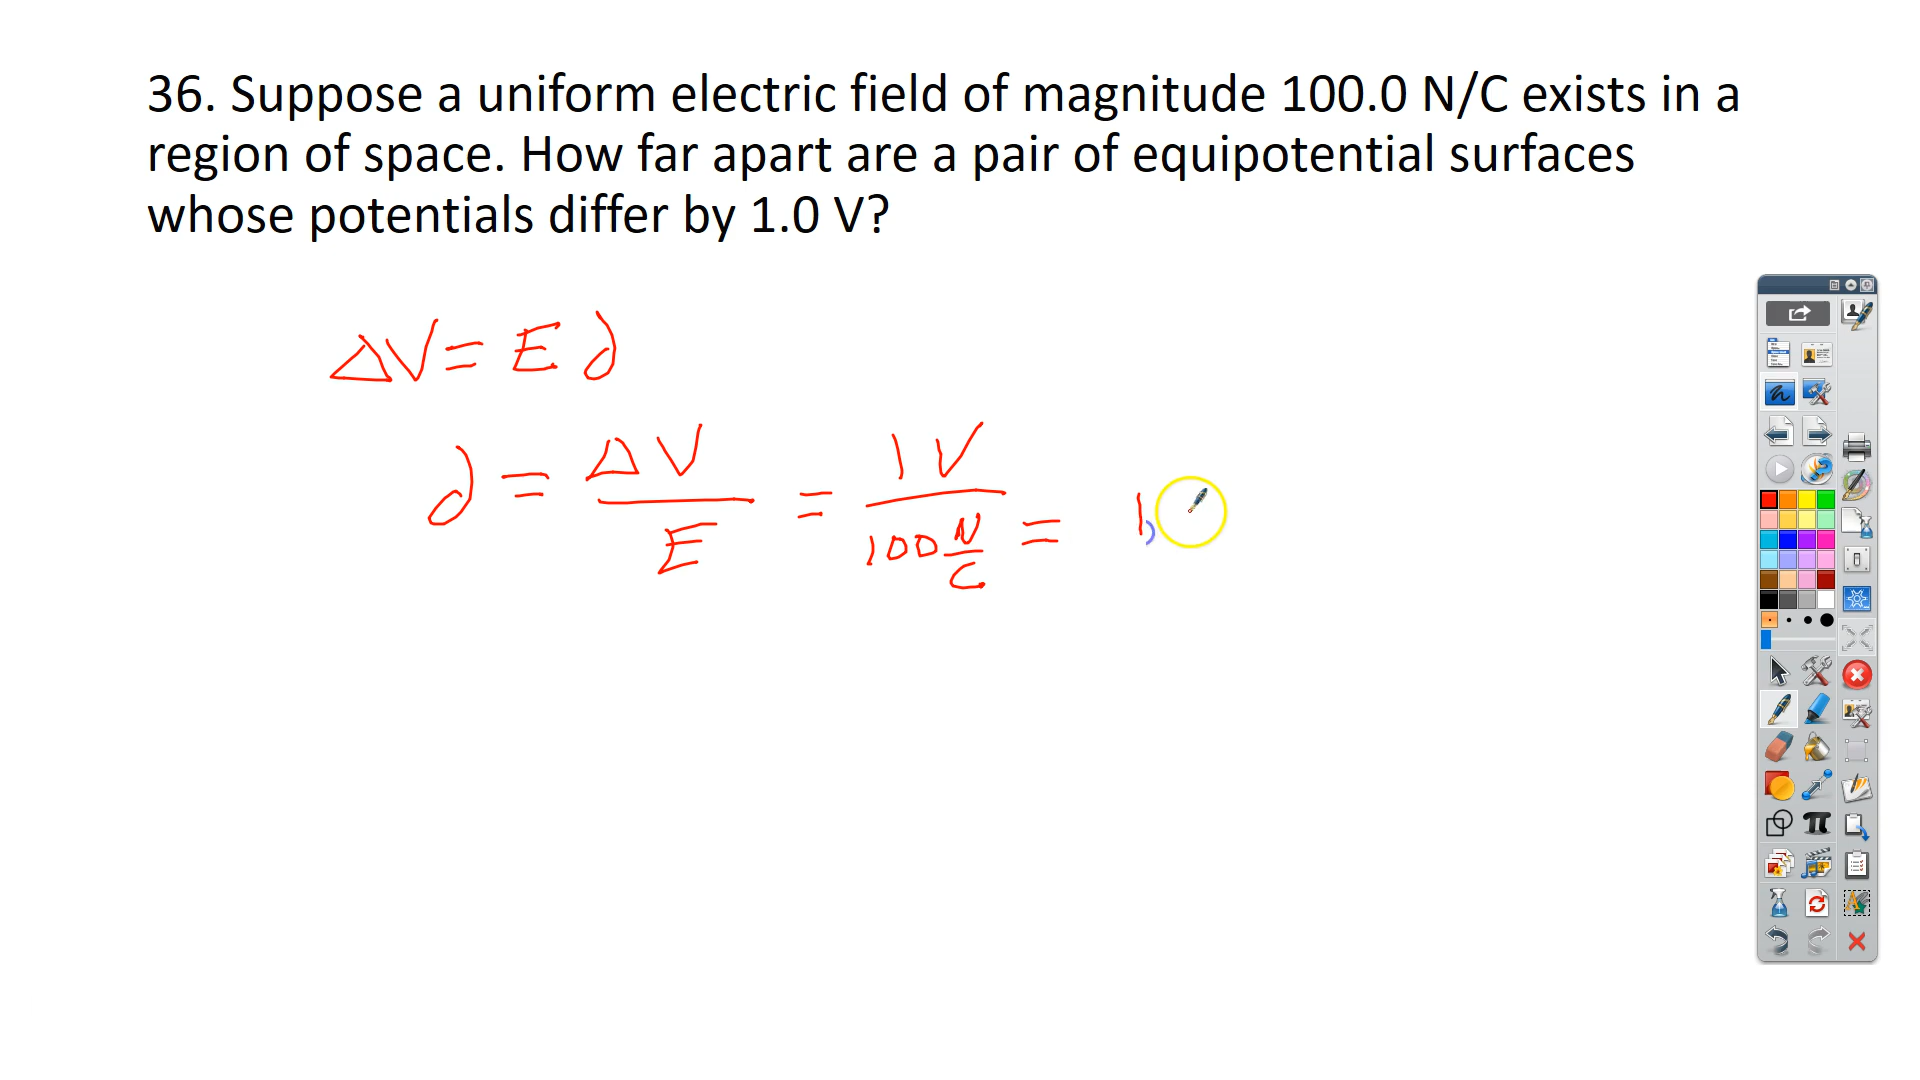 36. Suppose a uniform electric field of magnitude 100.0 N/C exists in a
region of space. How far apart are a pair of equipotential surfaces
whose potentials differ by 1.0 V?
ΔV = E d
d = ΔV / E = 1V / 100 N/C = 1